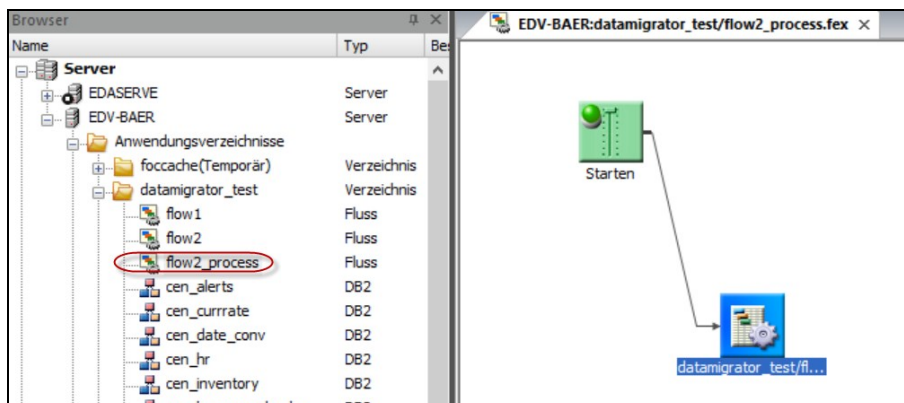 Browser
Name Typ Be
Server
EDASERVE Server
EDV-BAER Server
Anwendungsverzeichnisse
foccache(Temporär) Verzeichnis
datamigrator_test Verzeichnis
flow1 Fluss
flow2 Fluss
flow2_process Fluss
cen_alerts DB2
cen_currrate DB2
cen_date_conv DB2
cen_hr DB2
cen_inventory DB2
EDV-BAER:datamigrator_test/flow2_process.fex
Starten
datamigrator_test/fl...